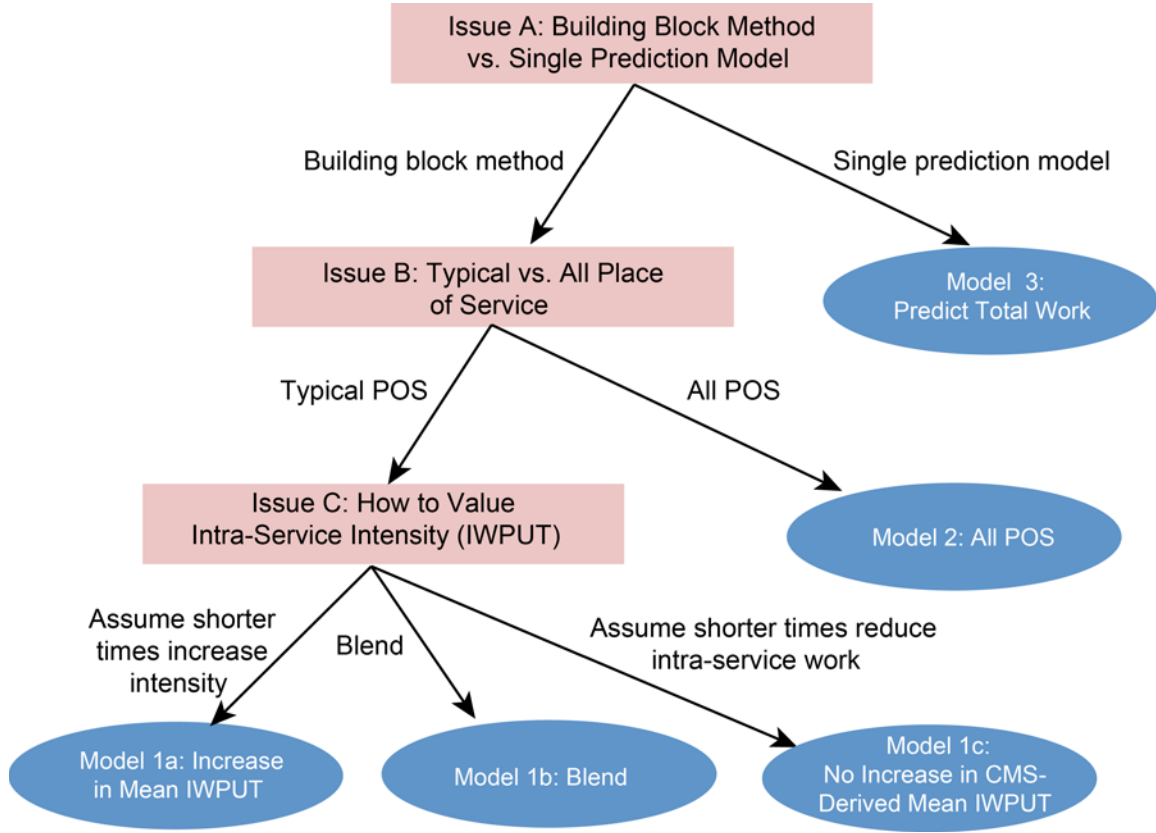 Issue A: Building Block Method
vs. Single Prediction Model
Building block method
Single prediction model
Issue B: Typical vs. All Place
of Service
Model 3:
Predict Total Work
Typical POS
All POS
Issue C: How to Value
Intra-Service Intensity (IWPUT)
Model 2: All POS
Assume shorter
times increase
intensity
Blend
Assume shorter times reduce
intra-service work
Model 1a: Increase
in Mean IWPUT
Model 1b: Blend
Model 1c:
No Increase in CMS-
Derived Mean IWPUT